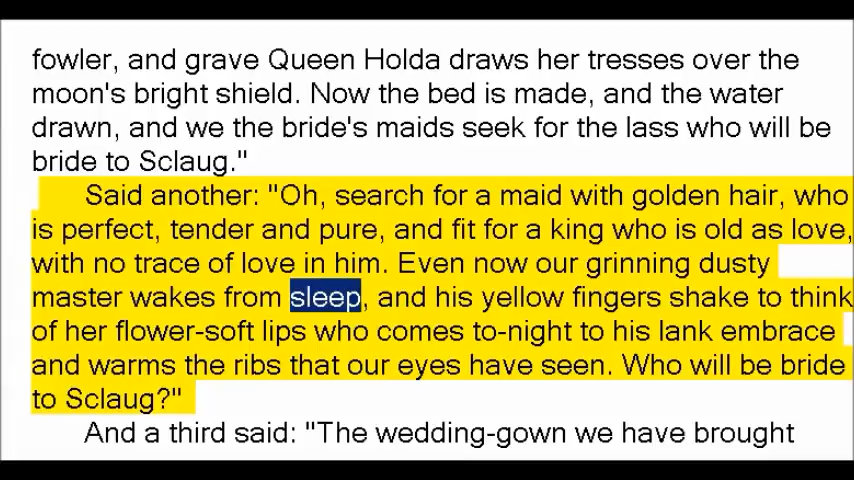 fowler, and grave Queen Holda draws her tresses over the
moon's bright shield. Now the bed is made, and the water
drawn, and we the bride's maids seek for the lass who will be
bride to Sclaug."
Said another: "Oh, search for a maid with golden hair, who
is perfect, tender and pure, and fit for a king who is old as love,
with no trace of love in him. Even now our grinning dusty
master wakes from sleep, and his yellow fingers shake to think
of her flower-soft lips who comes to-night to his lank embrace
and warms the ribs that our eyes have seen. Who will be bride
to Sclaug?"
And a third said: "The wedding-gown we have brought